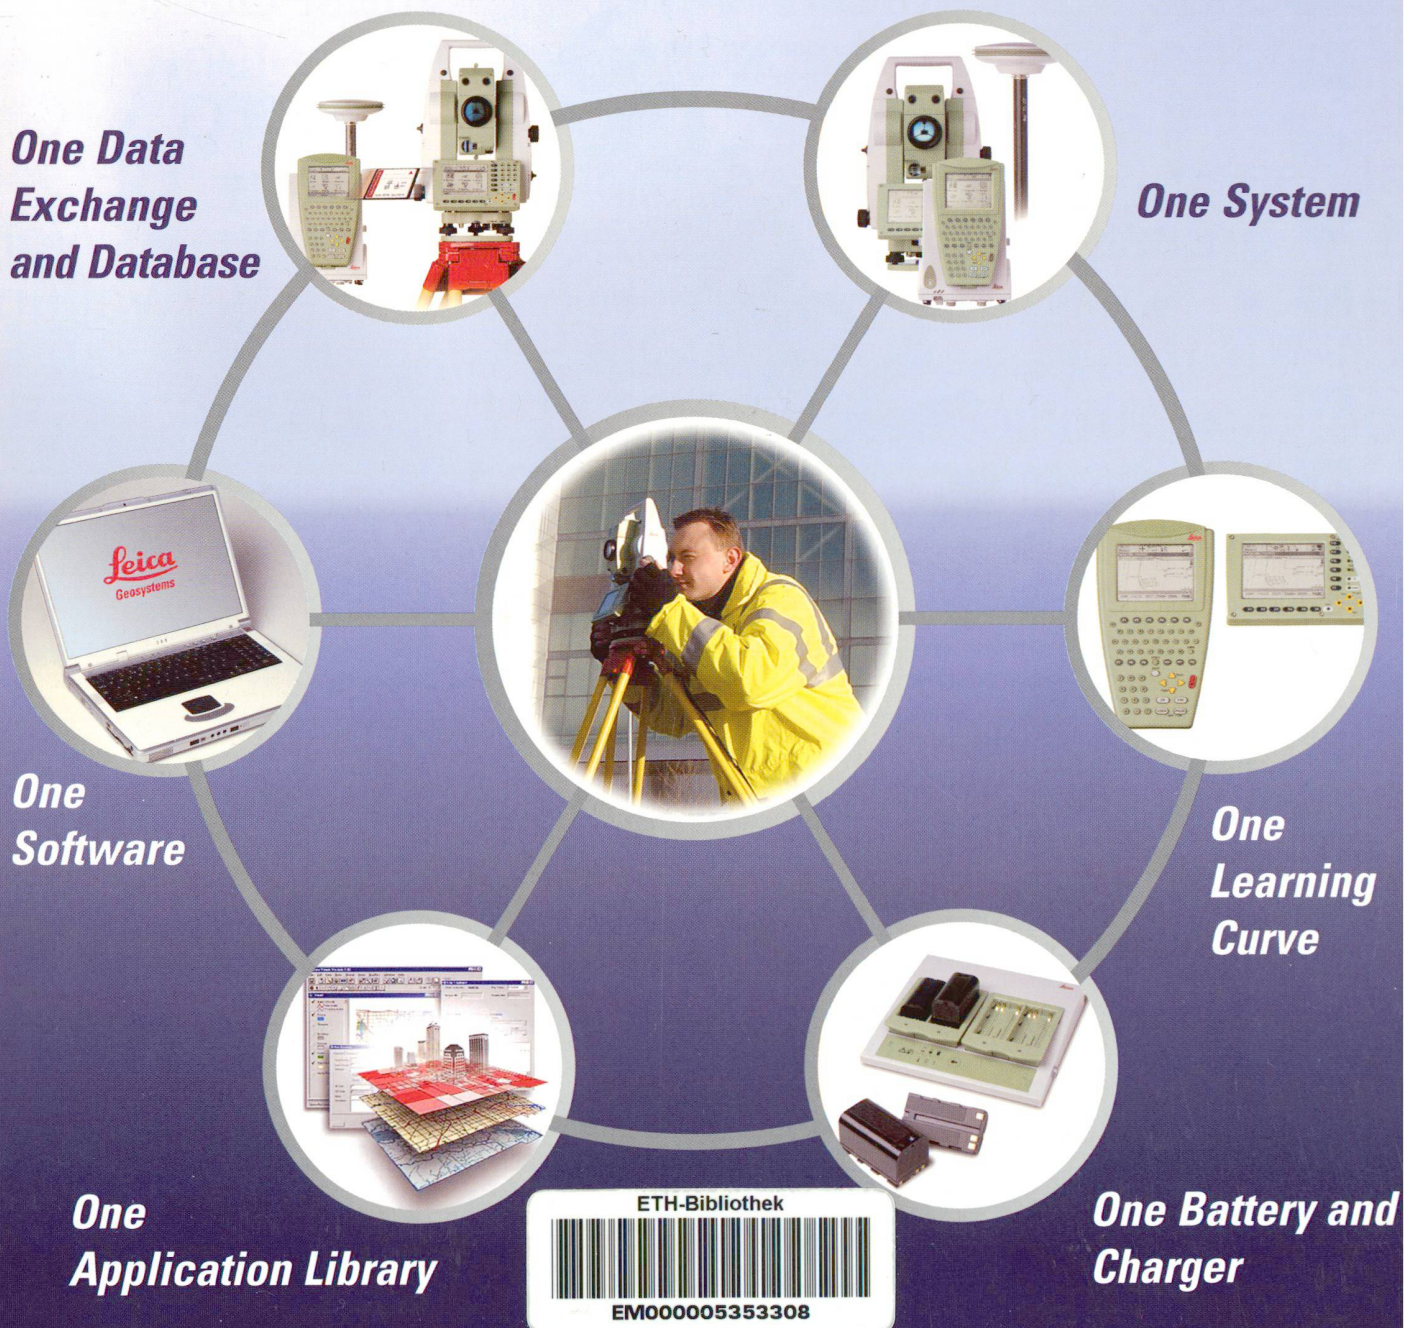 One Data
Exchange
and Database
One System
Leica
Geosystems
One
Software
One
Learning
Curve
One
Application Library
One Battery and
Charger
ETH-Bibliothek
EM000005353308